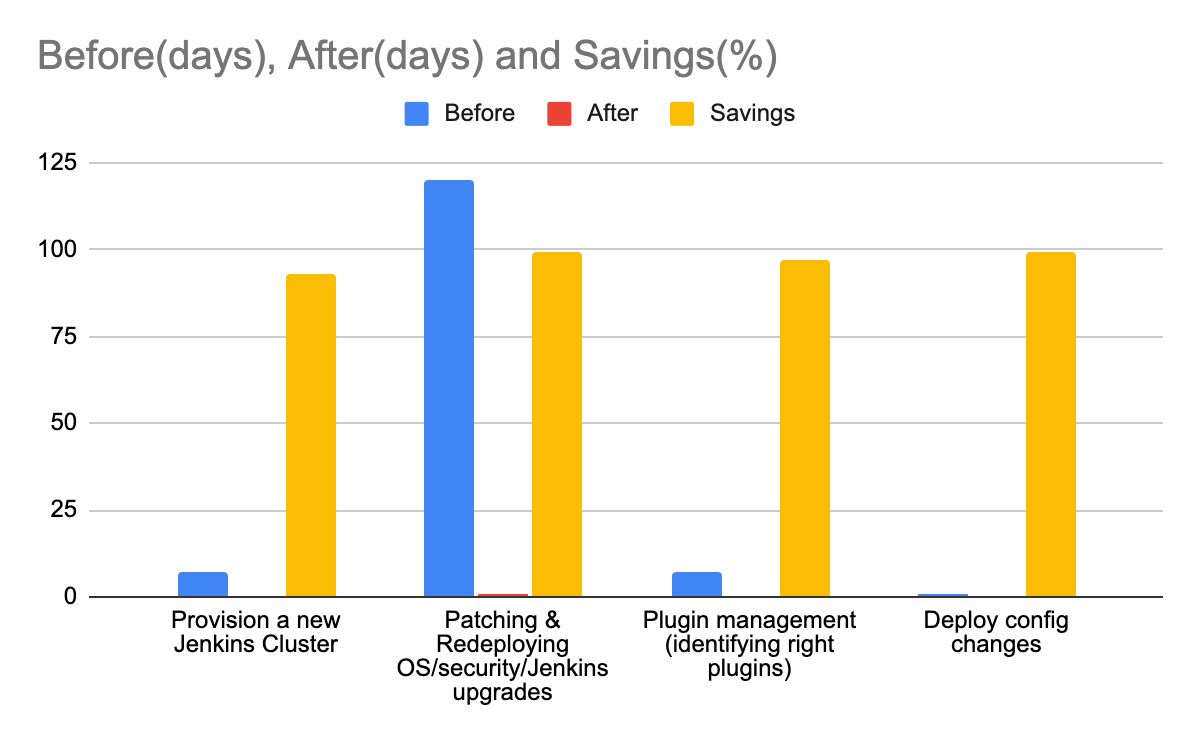 Before(days), After(days) and Savings(%)
Before After Savings
125
100
75
50
25
0
Provision a new
Jenkins Cluster
Patching &
Redeploying
OS/security/Jenkins
upgrades
Plugin management
(identifying right
plugins)
Deploy config
changes